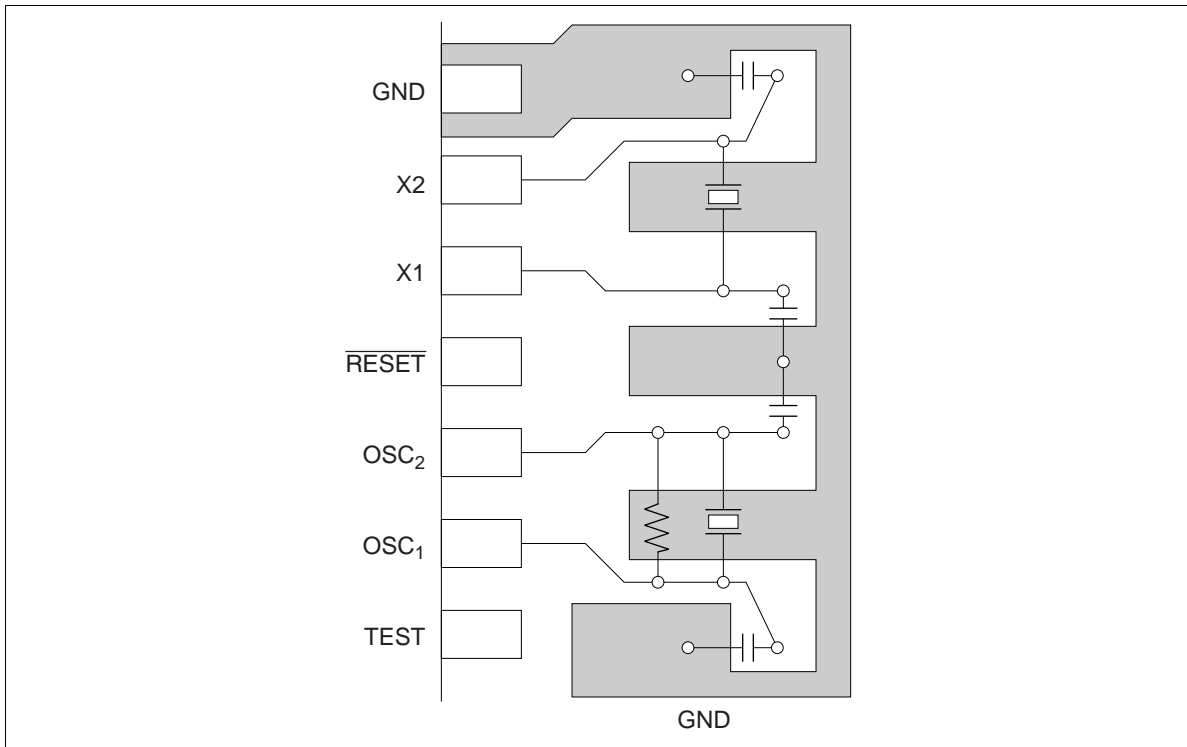 GND
X2
X1
RESET
OSC2
OSC1
TEST
GND